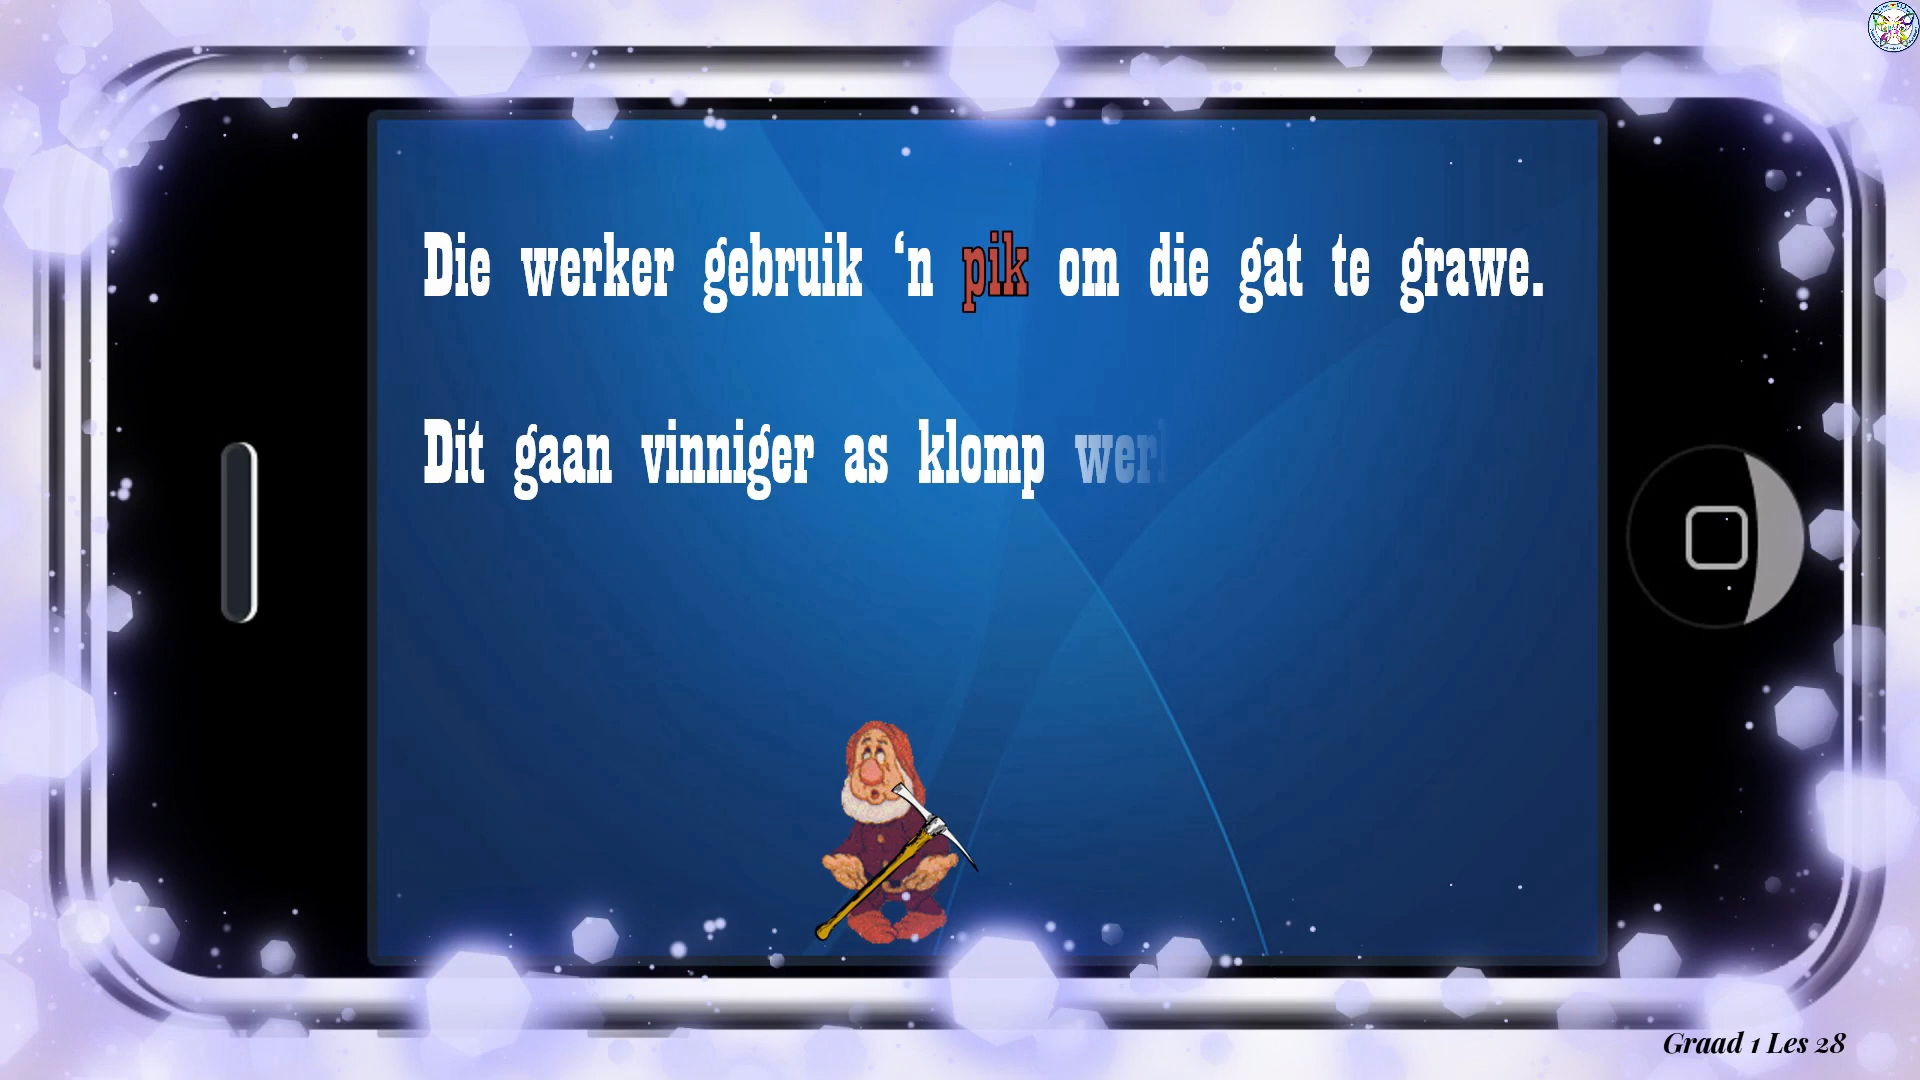 Die werker gebruik ‘n pik om die gat te grawe.
Dit gaan vinniger as klomp
Graad 1 Les 28